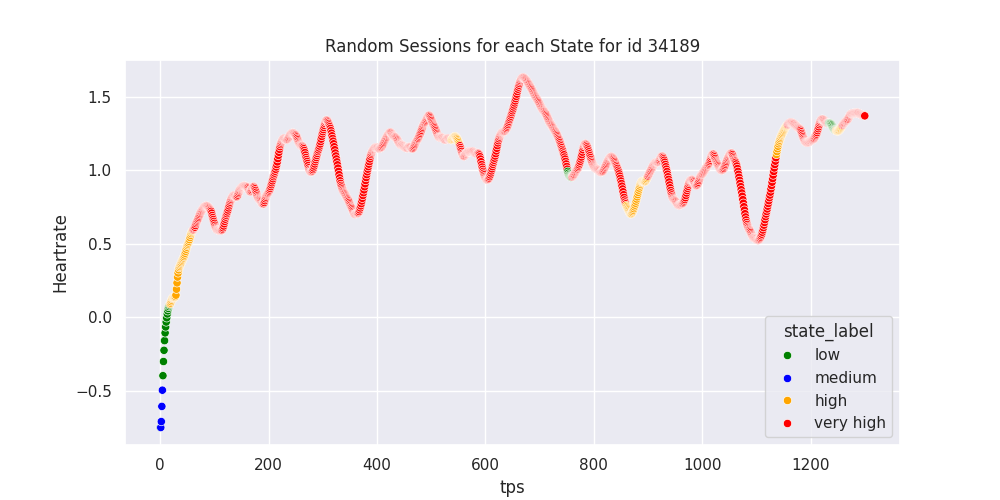 Random Sessions for each State for id 34189
Heartrate
1.5
1.0
0.5
0.0
−0.5
0
200
400
600
800
1000
1200
tps
state_label
low
medium
high
very high